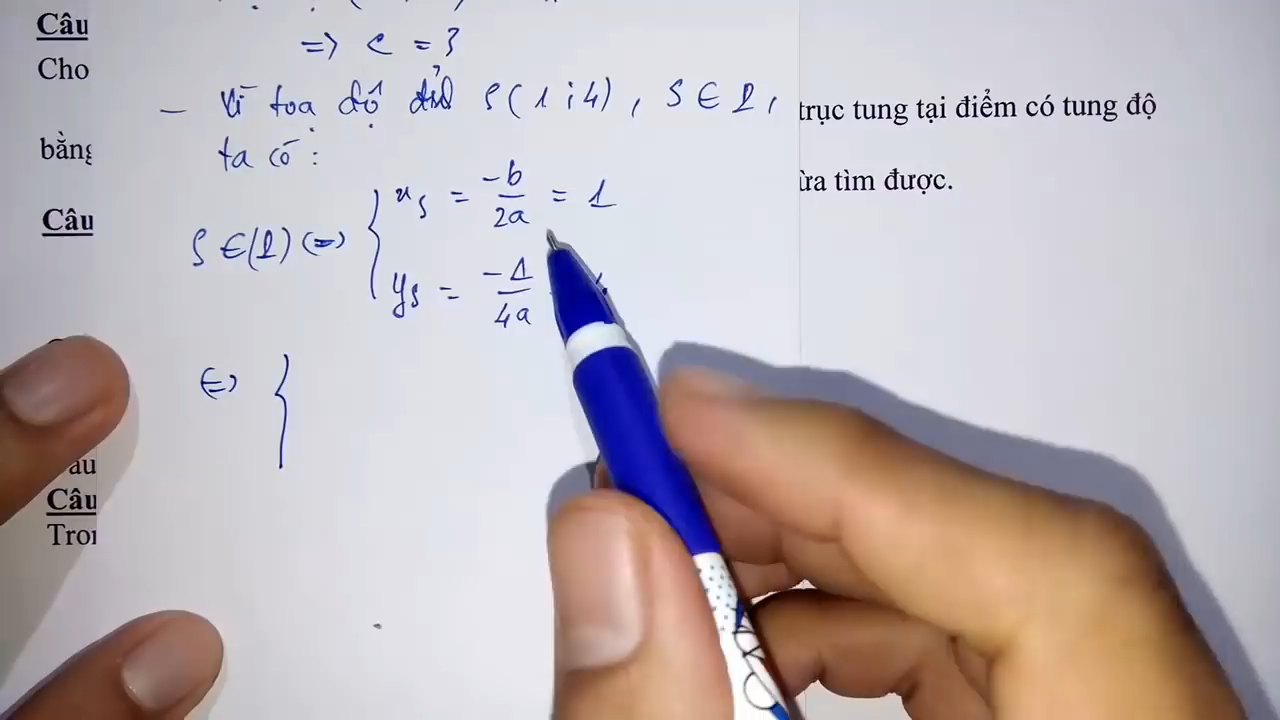 Câu
=> c = 3
Cho
– Vì toạ độ đỉnh S(1;4), S ∈ P,
trục tung tại điểm có tung độ
bằng
ta có:
ừa tìm được.
Câu
S ∈ (P) <=> { x_S = -b/2a = 1
y_S = -Δ/4a
<=> {
Câu
Tron